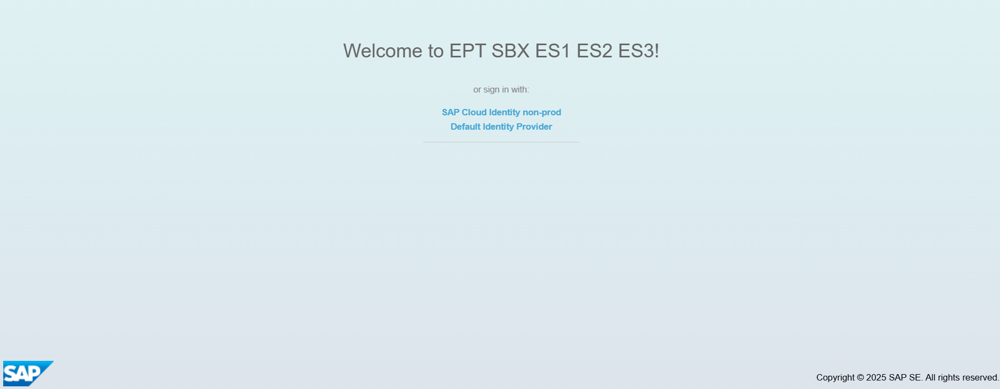 Welcome to EPT SBX ES1 ES2 ES3!
or sign in with:
SAP Cloud Identity non-prod
Default Identity Provider
SAP
Copyright © 2025 SAP SE. All rights reserved.